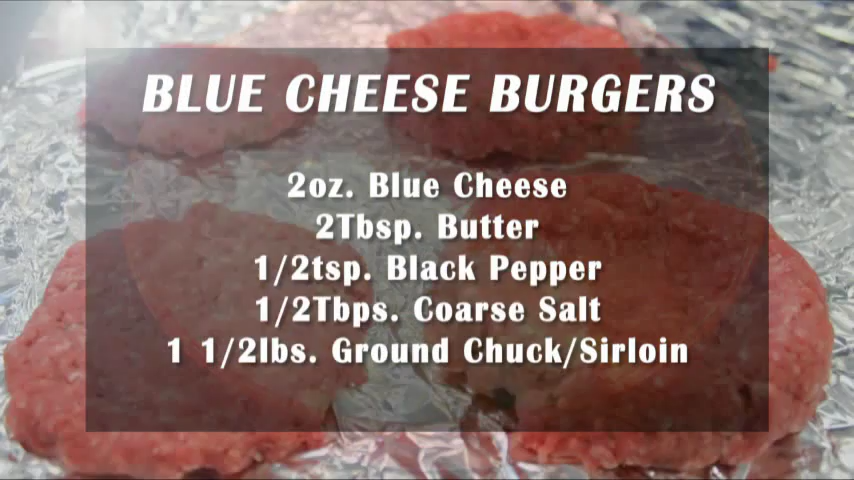 BLUE CHEESE BURGERS
2oz. Blue Cheese
2Tbsp. Butter
1/2tsp. Black Pepper
1/2Tbps. Coarse Salt
1 1/2lbs. Ground Chuck/Sirloin